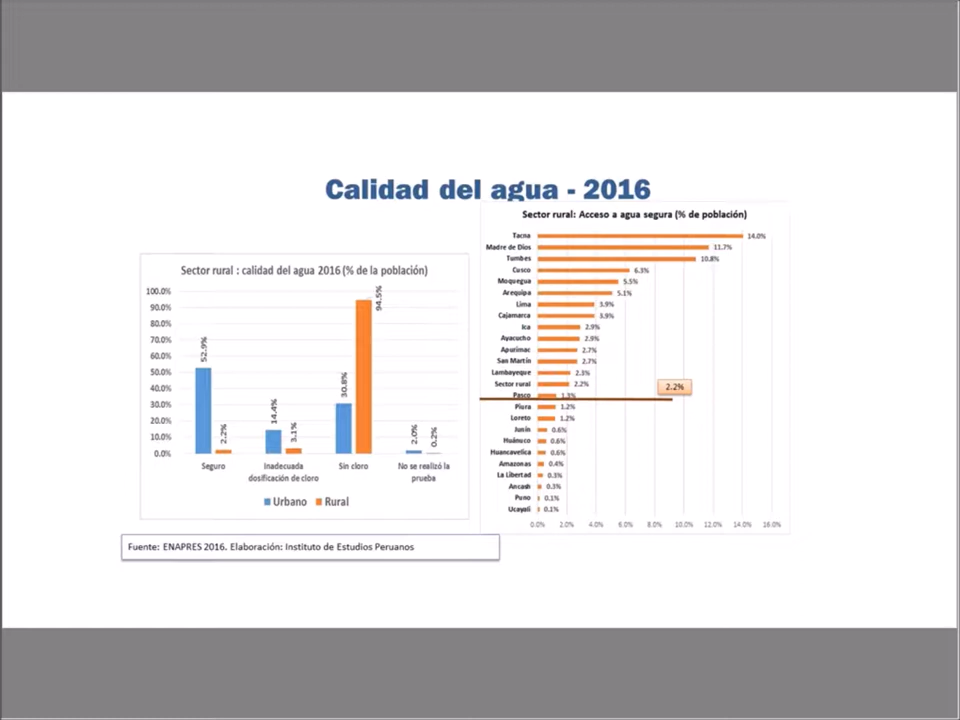 Calidad del agua - 2016
Sector rural : calidad del agua 2016 (% de la población)
100.0%
90.0%
80.0%
70.0%
60.0%
50.0%
40.0%
30.0%
20.0%
10.0%
0.0%
52.9%
2.2%
14.4%
3.1%
30.8%
94.5%
2.0%
0.2%
Seguro
Inadecuada
dosificación de cloro
Sin cloro
No se realizó la
prueba
Urbano Rural
Sector rural: Acceso a agua segura (% de población)
Tacna 14.0%
Madre de Dios 11.7%
Tumbes 10.8%
Cusco 6.3%
Moquegua 5.5%
Arequipa 5.1%
Lima 3.9%
Cajamarca 3.9%
Ica 2.9%
Ayacucho 2.9%
Apurímac 2.7%
San Martín 2.7%
Lambayeque 2.3%
Sector rural 2.2%
2.2%
Pasco 1.3%
Piura 1.2%
Loreto 1.2%
Junín 0.6%
Huánuco 0.6%
Huancavelica 0.6%
Amazonas 0.4%
La Libertad 0.3%
Ancash 0.3%
Puno 0.1%
Ucayali 0.1%
0.0% 2.0% 4.0% 6.0% 8.0% 10.0% 12.0% 14.0% 16.0%
Fuente: ENAPRES 2016. Elaboración: Instituto de Estudios Peruanos